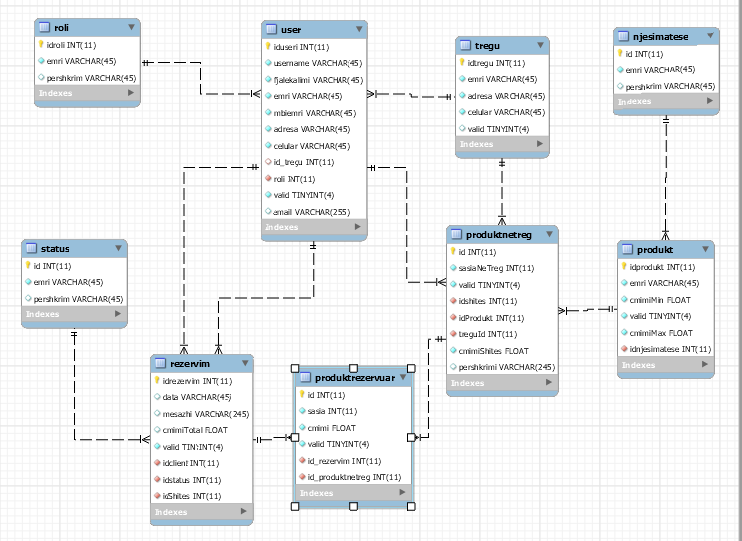 roli
idroli INT(11)
emri VARCHAR(45)
pershkrim VARCHAR(45)
Indexes
user
iduseri INT(11)
username VARCHAR(45)
fjalekalimi VARCHAR(45)
emri VARCHAR(45)
mbiemri VARCHAR(45)
adresa VARCHAR(45)
celular VARCHAR(45)
id_tregu INT(11)
roli INT(11)
valid TINYINT(4)
email VARCHAR(255)
Indexes
tregu
idtregu INT(11)
emri VARCHAR(45)
adresa VARCHAR(45)
celular VARCHAR(45)
valid TINYINT(4)
Indexes
njesimatese
id INT(11)
emri VARCHAR(45)
pershkrim VARCHAR(45)
Indexes
status
id INT(11)
emri VARCHAR(45)
pershkrim VARCHAR(45)
Indexes
produktnetreg
id INT(11)
sasiaNeTreg INT(11)
valid TINYINT(4)
idshites INT(11)
idProdukt INT(11)
treguId INT(11)
cmimiShites FLOAT
pershkrimi VARCHAR(245)
Indexes
produkt
idprodukt INT(11)
emri VARCHAR(45)
cmimiMin FLOAT
valid TINYINT(4)
cmimiMax FLOAT
idnjesimatese INT(11)
Indexes
rezervim
idrezervim INT(11)
data VARCHAR(45)
mesazhi VARCHAR(245)
cmimiTotal FLOAT
valid TINYINT(4)
idclient INT(11)
idstatus INT(11)
idShites INT(11)
Indexes
produktrezervuar
id INT(11)
sasia INT(11)
cmimi FLOAT
valid TINYINT(4)
id_rezervim INT(11)
id_produktnetreg INT(11)
Indexes